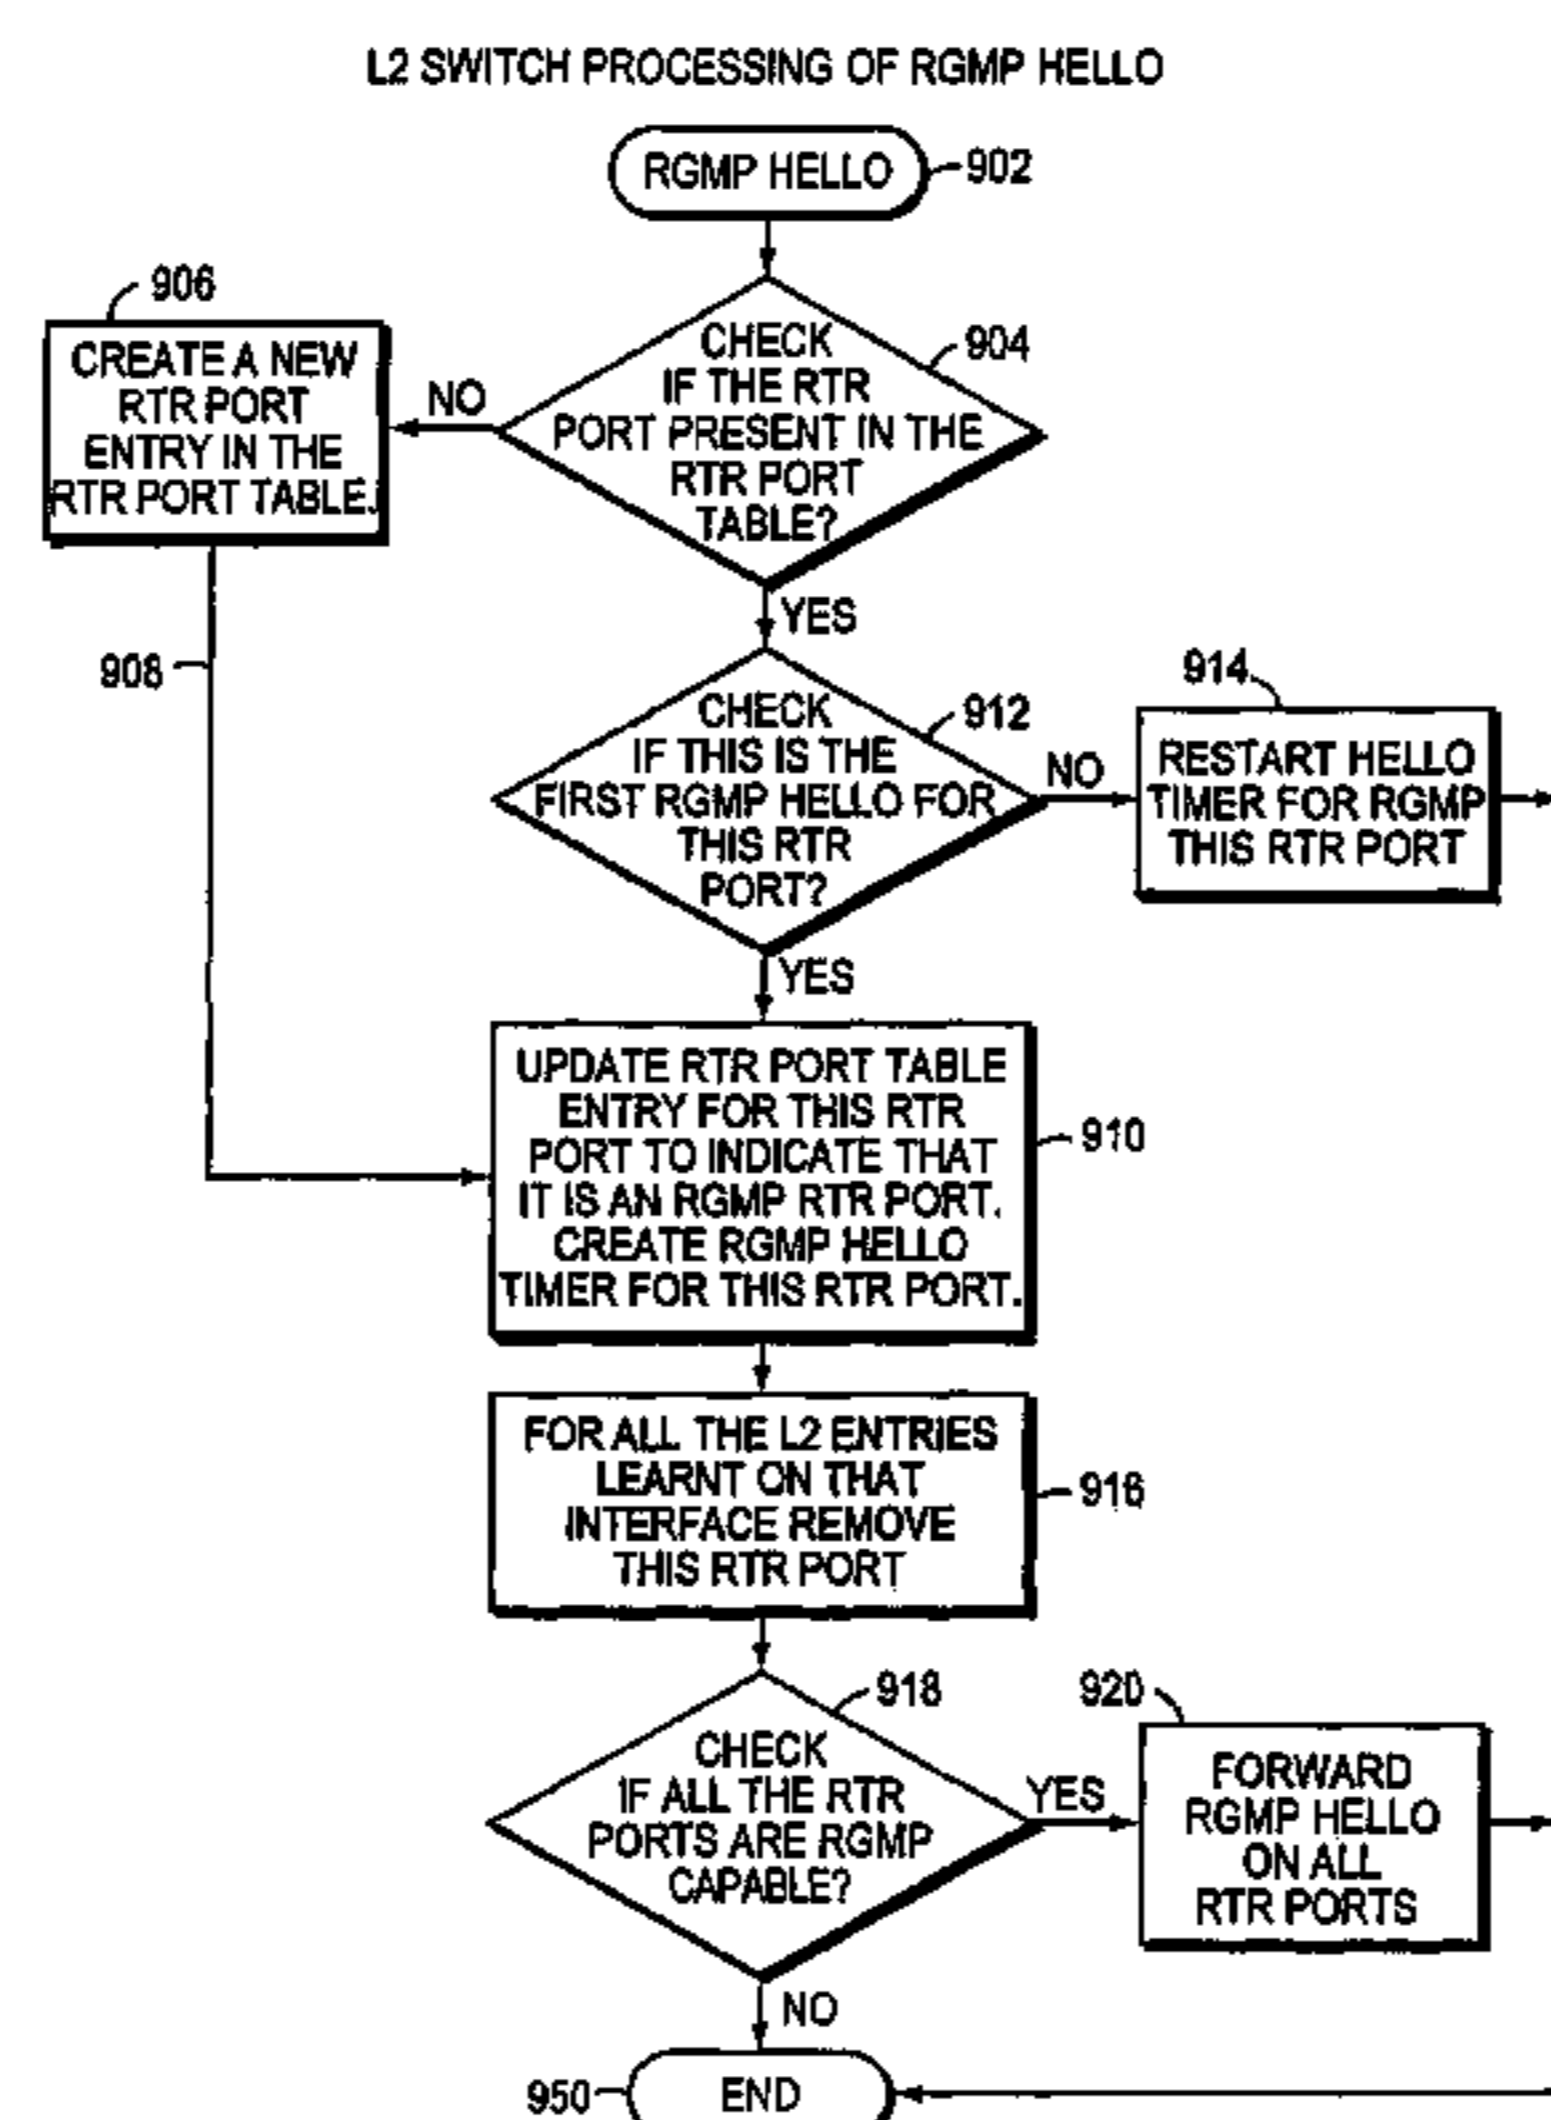 L2 SWITCH PROCESSING OF RGMP HELLO
RGMP HELLO
902
906
CREATE A NEW
RTR PORT
ENTRY IN THE
RTR PORT TABLE.
NO
CHECK
IF THE RTR
PORT PRESENT IN THE
RTR PORT
TABLE?
904
YES
908
CHECK
IF THIS IS THE
FIRST RGMP HELLO FOR
THIS RTR
PORT?
912
NO
914
RESTART HELLO
TIMER FOR RGMP
THIS RTR PORT
YES
UPDATE RTR PORT TABLE
ENTRY FOR THIS RTR
PORT TO INDICATE THAT
IT IS AN RGMP RTR PORT.
CREATE RGMP HELLO
TIMER FOR THIS RTR PORT.
910
FOR ALL THE L2 ENTRIES
LEARNT ON THAT
INTERFACE REMOVE
THIS RTR PORT
916
CHECK
IF ALL THE RTR
PORTS ARE RGMP
CAPABLE?
918
YES
920
FORWARD
RGMP HELLO
ON ALL
RTR PORTS
NO
950
END